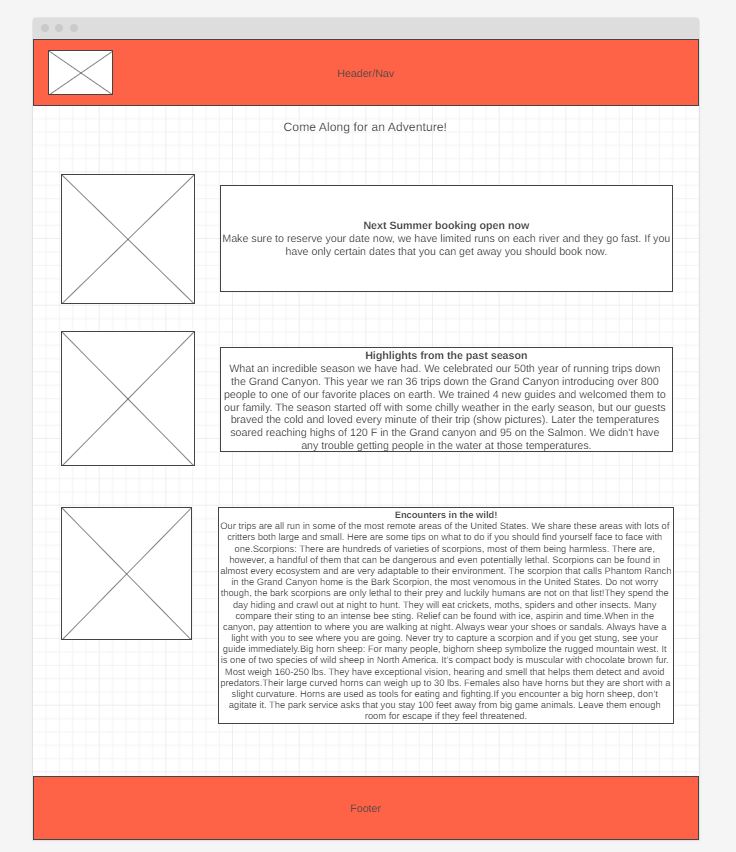 Header/Nav
Come Along for an Adventure!
Next Summer booking open now
Make sure to reserve your date now, we have limited runs on each river and they go fast. If you
have only certain dates that you can get away you should book now.
Highlights from the past season
What an incredible season we have had. We celebrated our 50th year of running trips down
the Grand Canyon. This year we ran 36 trips down the Grand Canyon introducing over 800
people to one of our favorite places on earth. We trained 4 new guides and welcomed them to
our family. The season started off with some chilly weather in the early season, but our guests
braved the cold and loved every minute of their trip (show pictures). Later the temperatures
soared reaching highs of 120 F in the Grand canyon and 95 on the Salmon. We didn't have
any trouble getting people in the water at those temperatures.
Encounters in the wild!
Our trips are all run in some of the most remote areas of the United States. We share these areas with lots of
critters both large and small. Here are some tips on what to do if you should find yourself face to face with
one.Scorpions: There are hundreds of varieties of scorpions, most of them being harmless. There are,
however, a handful of them that can be dangerous and even potentially lethal. Scorpions can be found in
almost every ecosystem and are very adaptable to their environment. The scorpion that calls Phantom Ranch
in the Grand Canyon home is the Bark Scorpion, the most venomous in the United States. Do not worry
though, the bark scorpions are only lethal to their prey and luckily humans are not on that list!They spend the
day hiding and crawl out at night to hunt. They will eat crickets, moths, spiders and other insects. Many
compare their sting to an intense bee sting. Relief can be found with ice, aspirin and time.When in the
canyon, pay attention to where you are walking at night. Always wear your shoes or sandals. Always have a
light with you to see where you are going. Never try to capture a scorpion and if you get stung, see your
guide immediately.Big horn sheep: For many people, bighorn sheep symbolize the rugged mountain west. It
is one of two species of wild sheep in North America. It's compact body is muscular with chocolate brown fur.
Most weigh 160-250 lbs. They have exceptional vision, hearing and smell that helps them detect and avoid
predators.Their large curved horns can weigh up to 30 lbs. Females also have horns but they are short with a
slight curvature. Horns are used as tools for eating and fighting.If you encounter a big horn sheep, don't
agitate it. The park service asks that you stay 100 feet away from big game animals. Leave them enough
room for escape if they feel threatened.
Footer